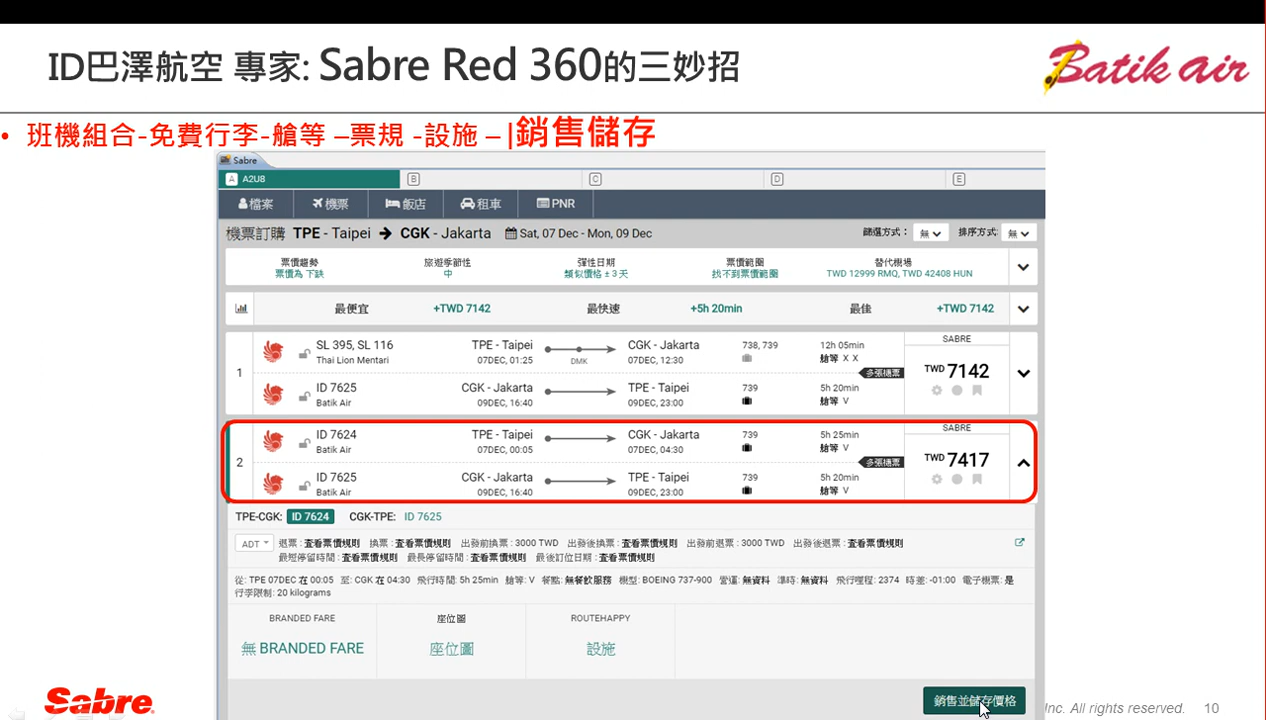 ID巴澤航空 專家: Sabre Red 360的三妙招
Batik air
• 班機組合-免費行李-艙等 –票規 -設施 – |銷售儲存
Sabre
A A2U8 B C D E
檔案 機票 飯店 租車 PNR
機票訂購 TPE - Taipei → CGK - Jakarta Sat, 07 Dec - Mon, 09 Dec 篩選方式: 無 排序方式: 無
票價趨勢 旅遊季節性 彈性日期 票價範圍 替代機場
票價為 下跌 中 類似價格 ± 3 天 找不到票價範圍 TWD 12999 RMQ, TWD 42408 HUN
最便宜 +TWD 7142 最快速 +5h 20min 最佳 +TWD 7142
1
SL 395, SL 116 TPE - Taipei CGK - Jakarta 738, 739 12h 05min SABRE
Thai Lion Mentari 07DEC, 01:25 DMK 07DEC, 12:30 艙等 X X
多張機票 TWD 7142
ID 7625 CGK - Jakarta TPE - Taipei 739 5h 20min
Batik Air 09DEC, 16:40 09DEC, 23:00 艙等 V
2
ID 7624 TPE - Taipei CGK - Jakarta 739 5h 25min SABRE
Batik Air 07DEC, 00:05 07DEC, 04:30 艙等 V
多張機票 TWD 7417
ID 7625 CGK - Jakarta TPE - Taipei 739 5h 20min
Batik Air 09DEC, 16:40 09DEC, 23:00 艙等 V
TPE-CGK: ID 7624 CGK-TPE: ID 7625
ADT 退票 : 查看票價規則 換票 : 查看票價規則 出發前換票 : 3000 TWD 出發後換票 : 查看票價規則 出發前退票 : 3000 TWD 出發後退票 : 查看票價規則
最短停留時間 : 查看票價規則 最長停留時間 : 查看票價規則 最後訂位日期 : 查看票價規則
從: TPE 07DEC 在 00:05 至: CGK 在 04:30 飛行時間: 5h 25min 艙等: V 餐點: 無餐飲服務 機型: BOEING 737-900 營運: 無資料 準時: 無資料 飛行哩程: 2374 時差: -01:00 電子機票: 是
行李限制: 20 kilograms
BRANDED FARE 座位圖 ROUTEHAPPY
無 BRANDED FARE 座位圖 設施
銷售並儲存價格
Sabre Inc. All rights reserved. 10